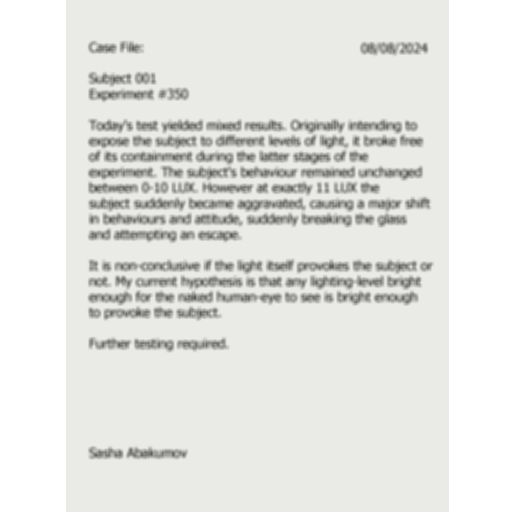 Case File: 08/08/2024
Subject 001
Experiment #350
Today's test yielded mixed results. Originally intending to
expose the subject to different levels of light, it broke free
of its containment during the latter stages of the
experiment. The subject's behaviour remained unchanged
between 0-10 LUX. However at exactly 11 LUX the
subject suddenly became aggravated, causing a major shift
in behaviours and attitude, suddenly breaking the glass
and attempting an escape.
It is non-conclusive if the light itself provokes the subject or
not. My current hypothesis is that any lighting-level bright
enough for the naked human-eye to see is bright enough
to provoke the subject.
Further testing required.
Sasha Abakumov